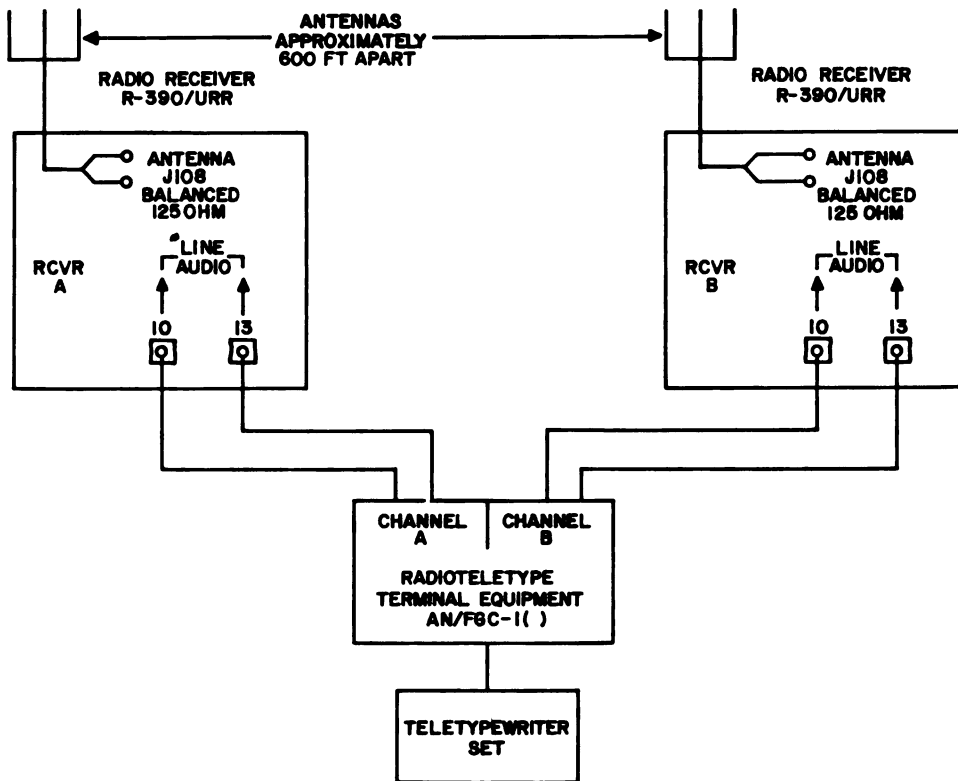 ANTENNAS
APPROXIMATELY
600 FT APART
RADIO RECEIVER
R-390/URR
RADIO RECEIVER
R-390/URR
ANTENNA
J108
BALANCED
125 OHM
LINE
AUDIO
RCVR
A
10
13
ANTENNA
J108
BALANCED
125 OHM
LINE
AUDIO
RCVR
B
10
13
CHANNEL
A
CHANNEL
B
RADIOTELETYPE
TERMINAL EQUIPMENT
AN/FGC-1( )
TELETYPEWRITER
SET